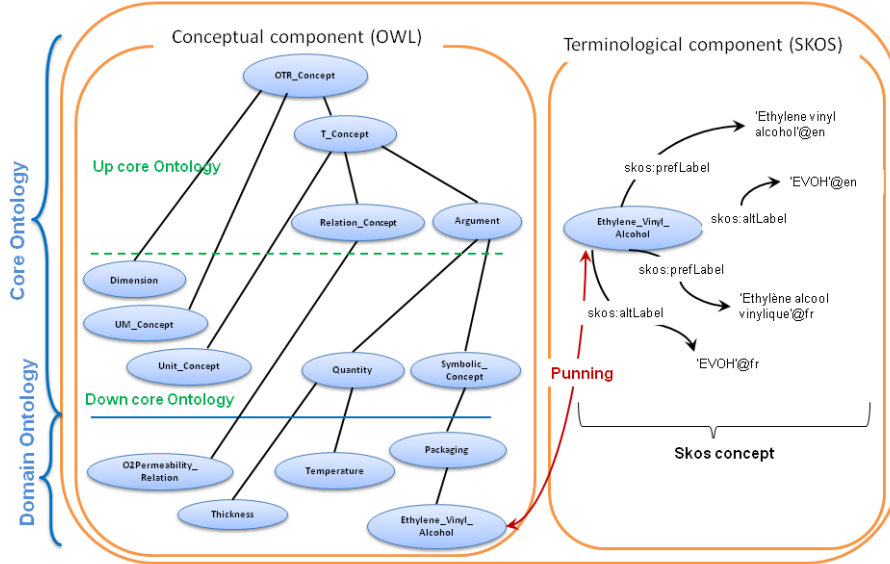 Conceptual component (OWL)
Terminological component (SKOS)
OTR_Concept
T_Concept
Up core Ontology
Relation_Concept
Argument
Core Ontology
Dimension
UM_Concept
Unit_Concept
Quantity
Symbolic_
Concept
Down core Ontology
Domain Ontology
O2Permeability_
Relation
Temperature
Packaging
Thickness
Ethylene_Vinyl_
Alcohol
Punning
'Ethylene vinyl
alcohol'@en
skos:prefLabel
'EVOH'@en
skos:altLabel
Ethylene_Vinyl_
Alcohol
skos:prefLabel
'Ethylène alcool
vinylique'@fr
skos:altLabel
'EVOH'@fr
Skos concept